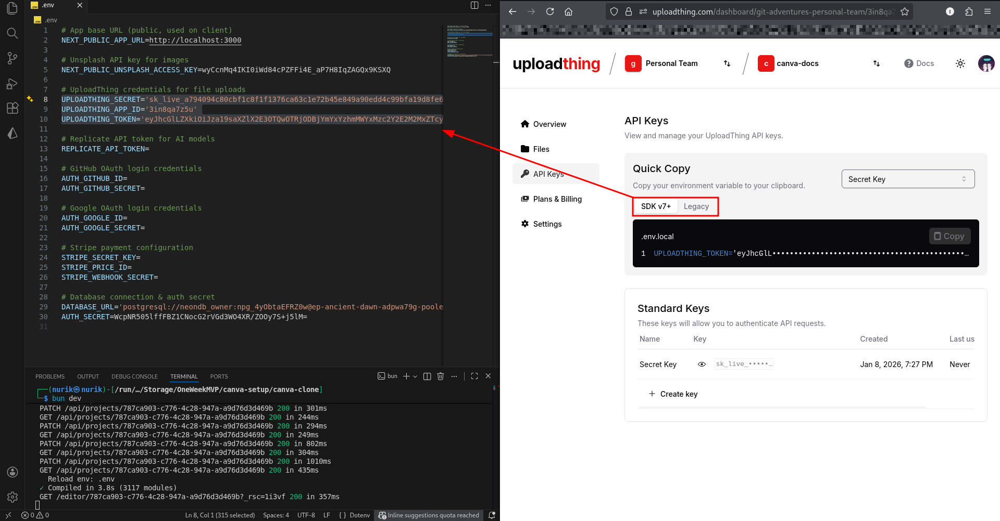 .env
.env
1 # App base URL (public, used on client)
2 NEXT_PUBLIC_APP_URL=http://localhost:3000
3
4 # Unsplash API key for images
5 NEXT_PUBLIC_UNSPLASH_ACCESS_KEY=wyCcnMq4IKI0iWd84cPZFFi4E_aP7H8IqZAGQx9KSXQ
6
7 # UploadThing credentials for file uploads
8 UPLOADTHING_SECRET='sk_live_a794094c80cbf1c8f1f1376ca63c1e72b45e849a90edd4c99bfa19d8fe6
9 UPLOADTHING_APP_ID='3in8qa7z5u'
10 UPLOADTHING_TOKEN='eyJhcGlLZXkiOiJza19saXZlX2E3OTQwOTRjODBjYmYxYzhmMWYxMzc2Y2E2M2MxZTcy
11
12 # Replicate API token for AI models
13 REPLICATE_API_TOKEN=
14
15 # GitHub OAuth login credentials
16 AUTH_GITHUB_ID=
17 AUTH_GITHUB_SECRET=
18
19 # Google OAuth login credentials
20 AUTH_GOOGLE_ID=
21 AUTH_GOOGLE_SECRET=
22
23 # Stripe payment configuration
24 STRIPE_SECRET_KEY=
25 STRIPE_PRICE_ID=
26 STRIPE_WEBHOOK_SECRET=
27
28 # Database connection & auth secret
29 DATABASE_URL='postgresql://neondb_owner:npg_4yObtaEFRZ0w@ep-ancient-dawn-adpwa79g-poole
30 AUTH_SECRET=WcpNR505lffFBZ1CNocG2rVGd3WO4XR/ZOOy7S+j5lM=
31
PROBLEMS OUTPUT DEBUG CONSOLE TERMINAL PORTS bun
(nurik㉿nurik)-[/run/…/Storage/OneWeekMVP/canva-setup/canva-clone]
$ bun dev
PATCH /api/projects/787ca903-c776-4c28-947a-a9d76d3d469b 200 in 301ms
GET /api/projects/787ca903-c776-4c28-947a-a9d76d3d469b 200 in 244ms
PATCH /api/projects/787ca903-c776-4c28-947a-a9d76d3d469b 200 in 294ms
GET /api/projects/787ca903-c776-4c28-947a-a9d76d3d469b 200 in 249ms
PATCH /api/projects/787ca903-c776-4c28-947a-a9d76d3d469b 200 in 802ms
GET /api/projects/787ca903-c776-4c28-947a-a9d76d3d469b 200 in 304ms
PATCH /api/projects/787ca903-c776-4c28-947a-a9d76d3d469b 200 in 1010ms
GET /api/projects/787ca903-c776-4c28-947a-a9d76d3d469b 200 in 435ms
Reload env: .env
✓ Compiled in 3.8s (3117 modules)
GET /editor/787ca903-c776-4c28-947a-a9d76d3d469b?_rsc=1i3vf 200 in 357ms
0 0 Ln 8, Col 1 (315 selected) Spaces: 4 UTF-8 LF { } Dotenv Inline suggestions quota reached
uploadthing.com/dashboard/git-adventures-personal-team/3in8qa7
uploadthing / g Personal Team / c canva-docs Docs
Overview
Files
API Keys
Plans & Billing
Settings
API Keys
View and manage your UploadThing API keys.
Quick Copy
Copy your environment variable to your clipboard.
Secret Key
SDK v7+ Legacy
.env.local
Copy
1 UPLOADTHING_TOKEN='eyJhcGlL••••••••••••••••••••••••••••••••••••••••••••…
Standard Keys
These keys will allow you to authenticate API requests.
Name Key Created Last us
Secret Key sk_live_•••••… Jan 8, 2026, 7:27 PM Never
+ Create key